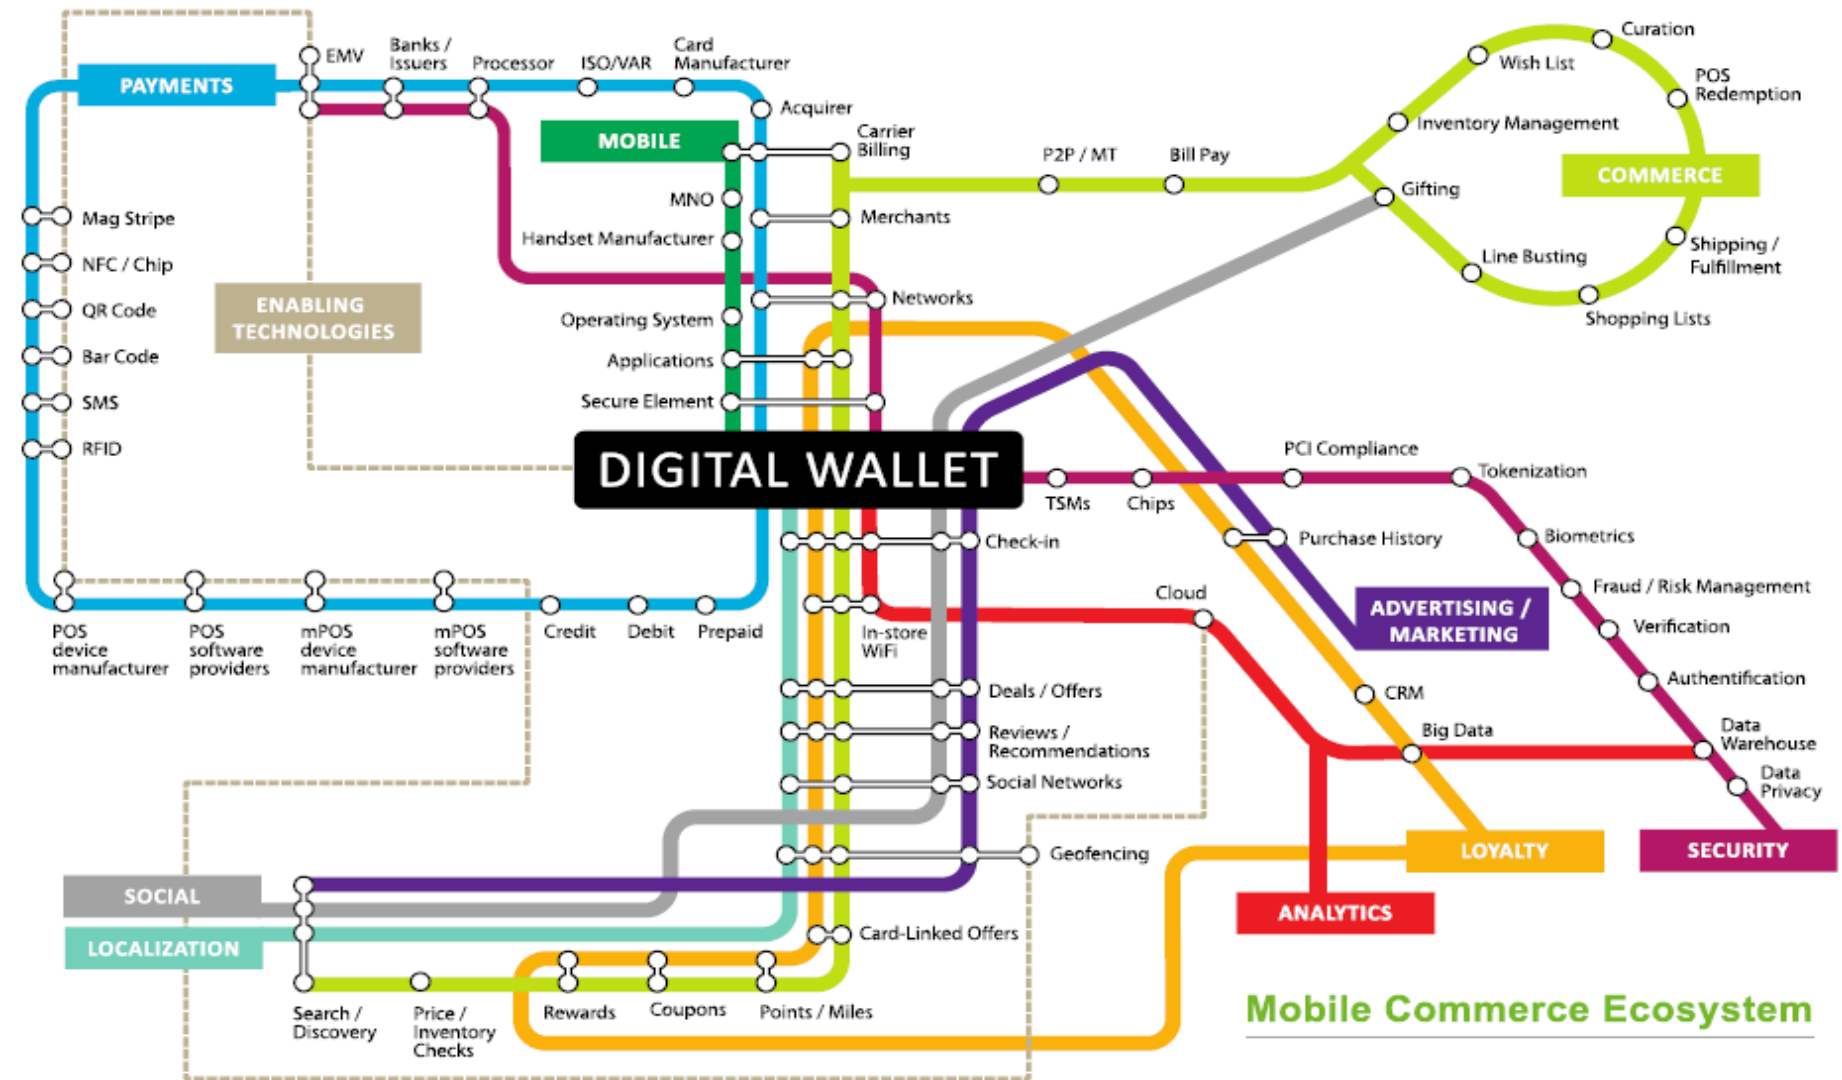 PAYMENTS
EMV
Banks /
Issuers
Processor
ISO/VAR
Card
Manufacturer
Acquirer
MOBILE
Carrier
Billing
MNO
Merchants
Handset Manufacturer
Networks
Operating System
Applications
Secure Element
P2P / MT
Bill Pay
Curation
Wish List
POS
Redemption
Inventory Management
COMMERCE
Gifting
Line Busting
Shipping /
Fulfillment
Shopping Lists
Mag Stripe
NFC / Chip
QR Code
Bar Code
SMS
RFID
ENABLING
TECHNOLOGIES
DIGITAL WALLET
TSMs
Chips
PCI Compliance
Tokenization
Purchase History
Biometrics
Fraud / Risk Management
Verification
Authentification
Data
Warehouse
Data
Privacy
ADVERTISING /
MARKETING
Check-in
Cloud
In-store
WiFi
Deals / Offers
Reviews /
Recommendations
Social Networks
Geofencing
Card-Linked Offers
CRM
Big Data
POS
device
manufacturer
POS
software
providers
mPOS
device
manufacturer
mPOS
software
providers
Credit
Debit
Prepaid
SOCIAL
LOCALIZATION
LOYALTY
SECURITY
ANALYTICS
Search /
Discovery
Price /
Inventory
Checks
Rewards
Coupons
Points / Miles
Mobile Commerce Ecosystem